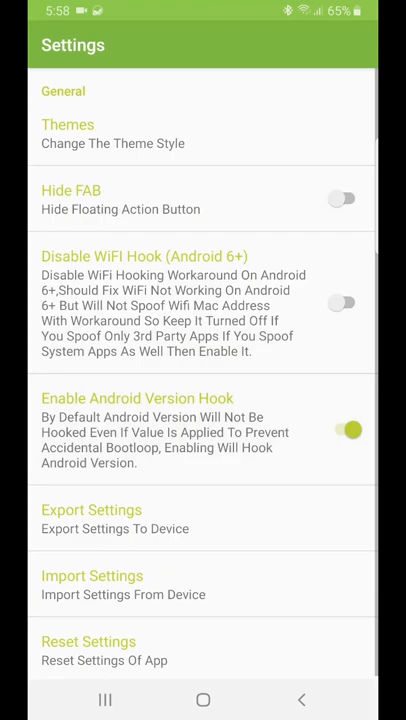 5:58
65%
Settings
General
Themes
Change The Theme Style
Hide FAB
Hide Floating Action Button
Disable WiFI Hook (Android 6+)
Disable WiFi Hooking Workaround On Android
6+,Should Fix WiFi Not Working On Android
6+ But Will Not Spoof Wifi Mac Address
With Workaround So Keep It Turned Off If
You Spoof Only 3rd Party Apps If You Spoof
System Apps As Well Then Enable It.
Enable Android Version Hook
By Default Android Version Will Not Be
Hooked Even If Value Is Applied To Prevent
Accidental Bootloop, Enabling Will Hook
Android Version.
Export Settings
Export Settings To Device
Import Settings
Import Settings From Device
Reset Settings
Reset Settings Of App